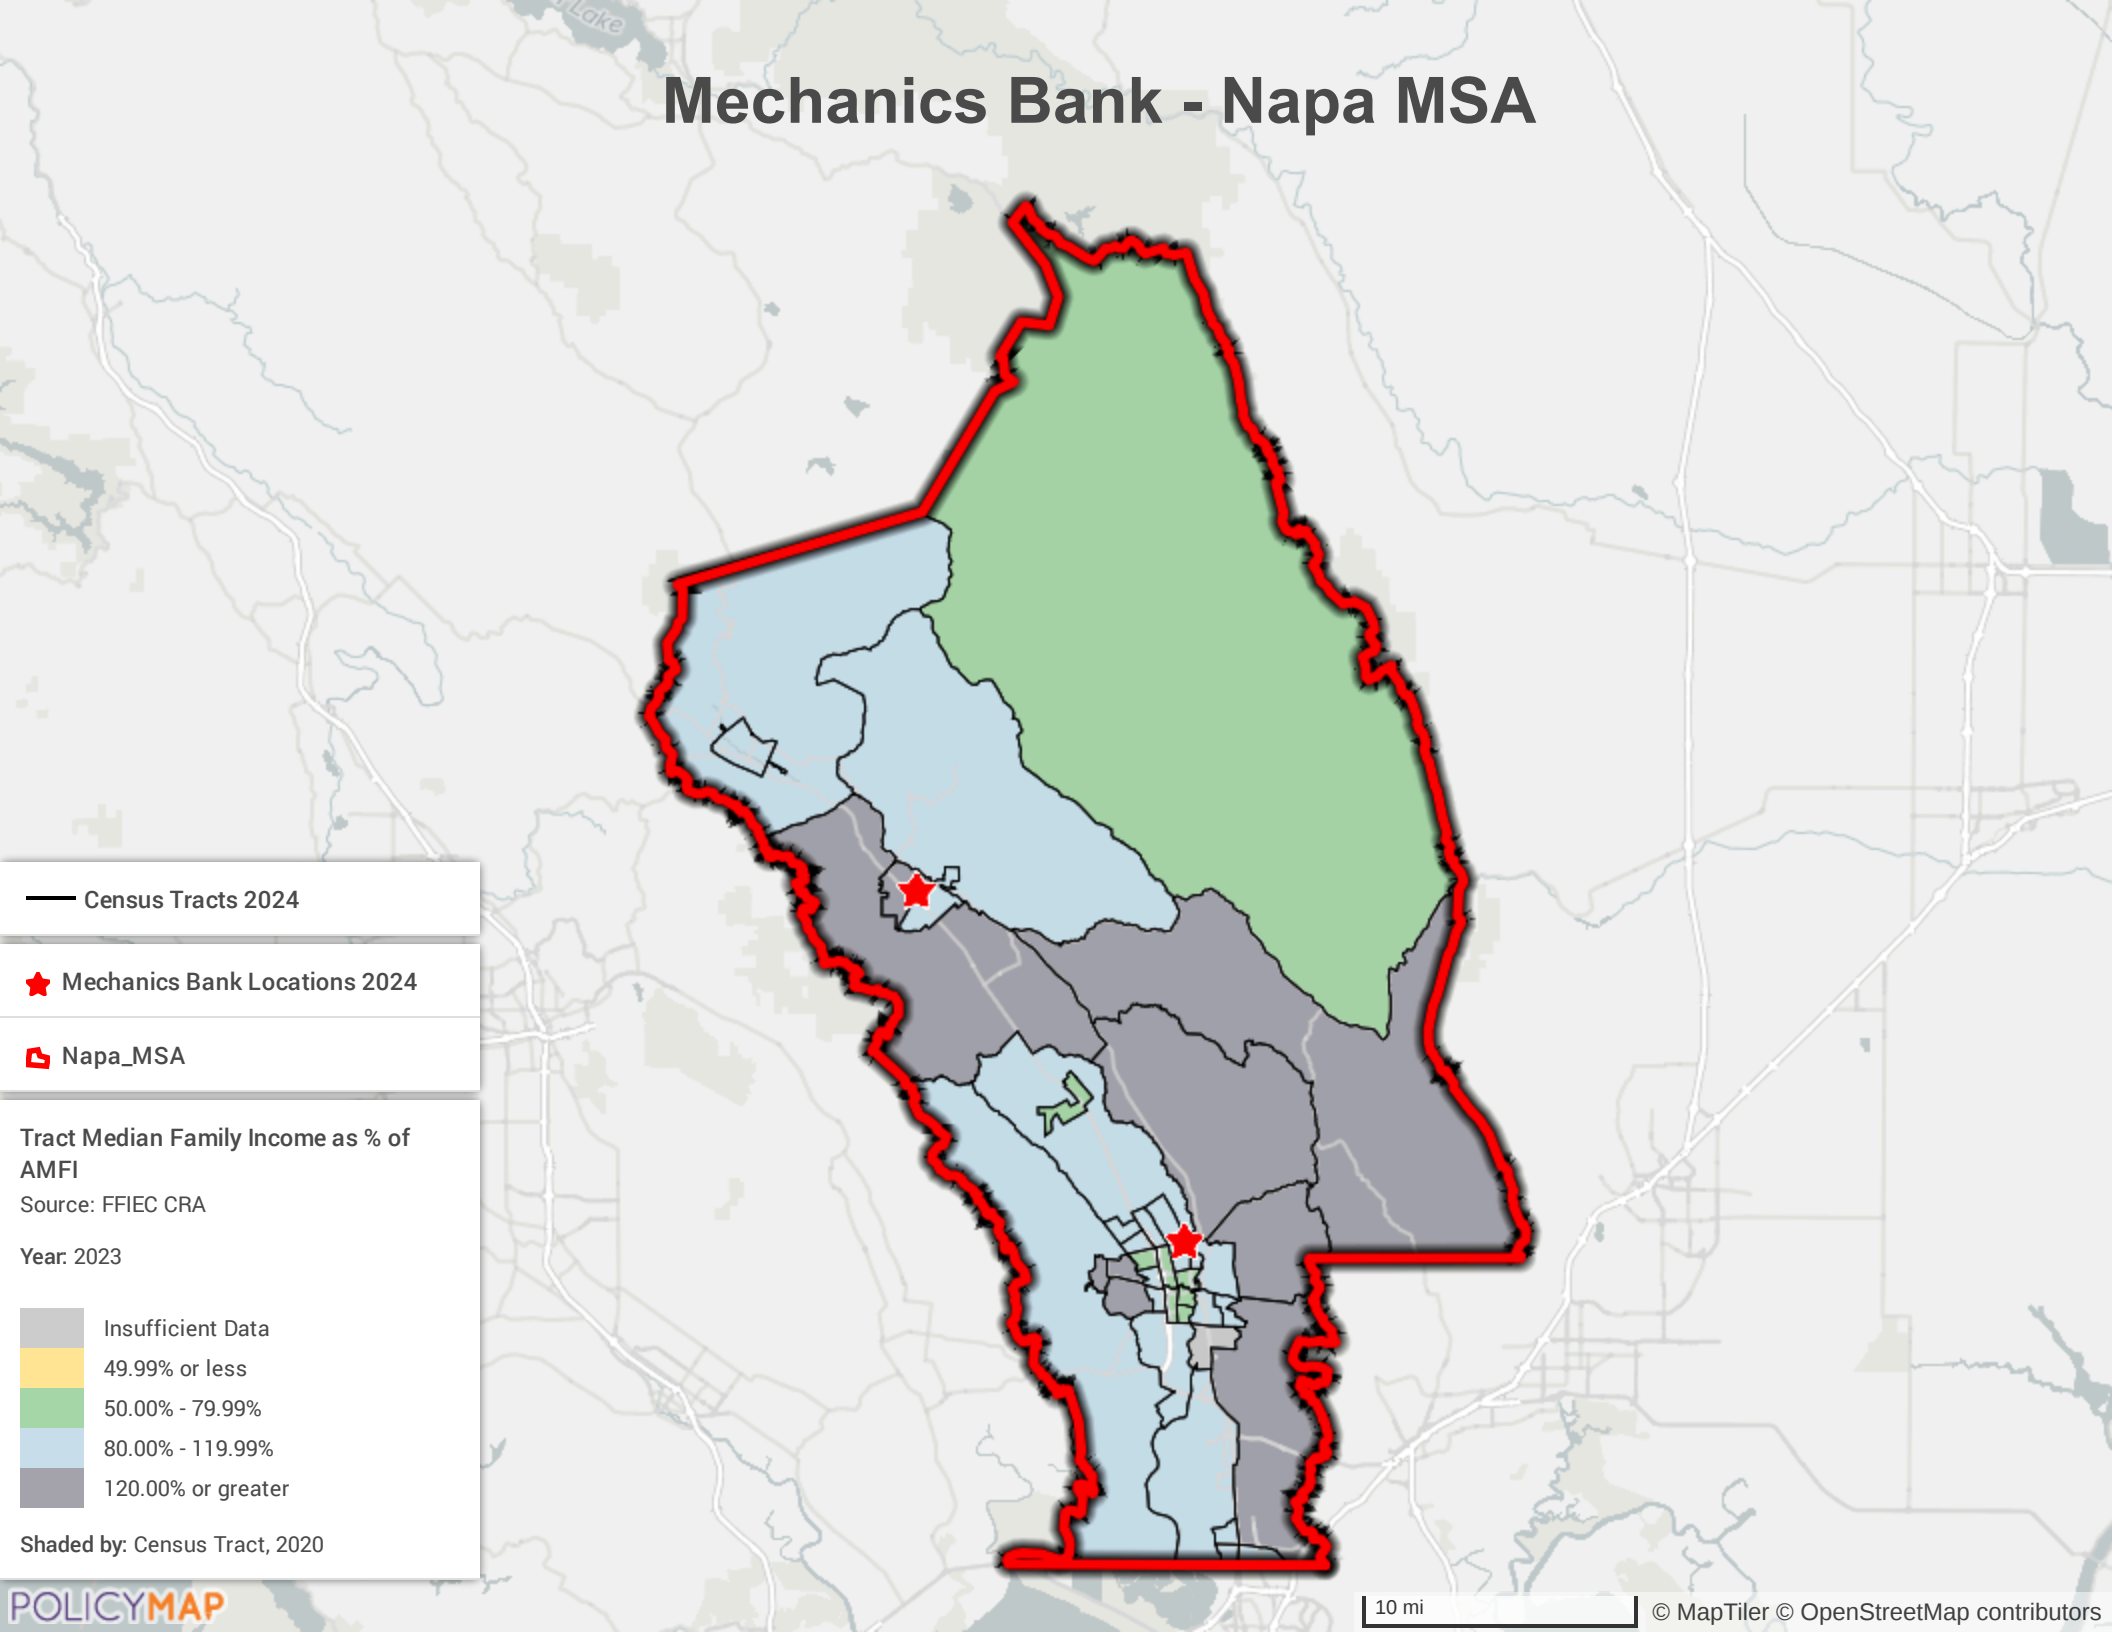 Lake
Mechanics Bank - Napa MSA
Census Tracts 2024
Mechanics Bank Locations 2024
Napa_MSA
Tract Median Family Income as % of
AMFI
Source: FFIEC CRA
Year: 2023
Insufficient Data
49.99% or less
50.00% - 79.99%
80.00% - 119.99%
120.00% or greater
Shaded by: Census Tract, 2020
POLICYMAP
10 mi
© MapTiler © OpenStreetMap contributors